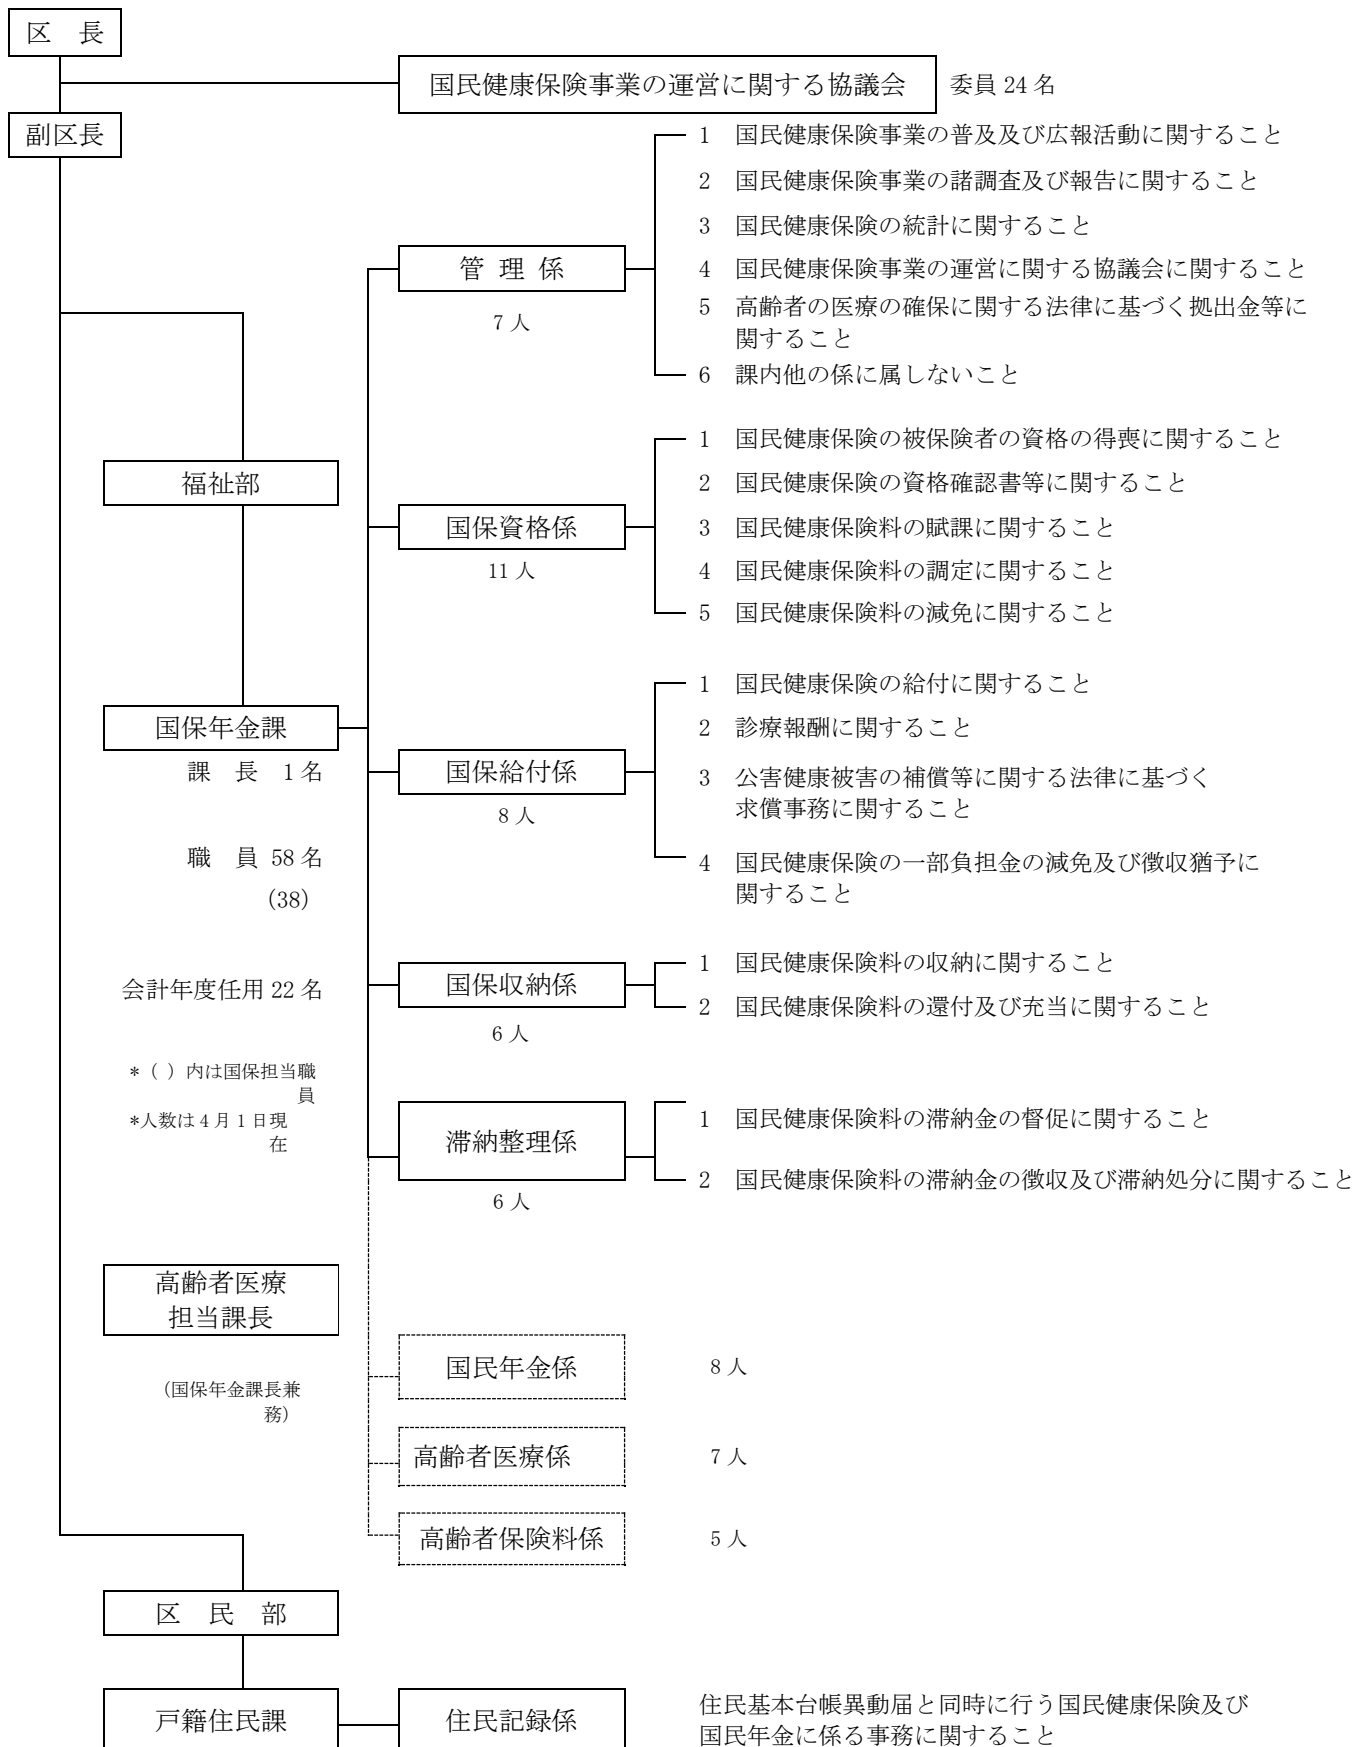 区　長
国民健康保険事業の運営に関する協議会　委員 24 名
副区長
1　国民健康保険事業の普及及び広報活動に関すること
2　国民健康保険事業の諸調査及び報告に関すること
3　国民健康保険の統計に関すること
管 理 係
7 人
4　国民健康保険事業の運営に関する協議会に関すること
5　高齢者の医療の確保に関する法律に基づく拠出金等に
関すること
6　課内他の係に属しないこと
福祉部
国保資格係
11 人
1　国民健康保険の被保険者の資格の得喪に関すること
2　国民健康保険の資格確認書等に関すること
3　国民健康保険料の賦課に関すること
4　国民健康保険料の調定に関すること
5　国民健康保険料の減免に関すること
国保年金課
課　長　1 名
職　員 58 名
(38)
会計年度任用 22 名
*（ ）内は国保担当職
員
*人数は 4 月 1 日現
在
国保給付係
8 人
1　国民健康保険の給付に関すること
2　診療報酬に関すること
3　公害健康被害の補償等に関する法律に基づく
求償事務に関すること
4　国民健康保険の一部負担金の減免及び徴収猶予に
関すること
国保収納係
6 人
1　国民健康保険料の収納に関すること
2　国民健康保険料の還付及び充当に関すること
滞納整理係
6 人
1　国民健康保険料の滞納金の督促に関すること
2　国民健康保険料の滞納金の徴収及び滞納処分に関すること
高齢者医療
担当課長
(国保年金課長兼
務)
国民年金係　8 人
高齢者医療係　7 人
高齢者保険料係　5 人
区　民　部
戸籍住民課
住民記録係
住民基本台帳異動届と同時に行う国民健康保険及び
国民年金に係る事務に関すること